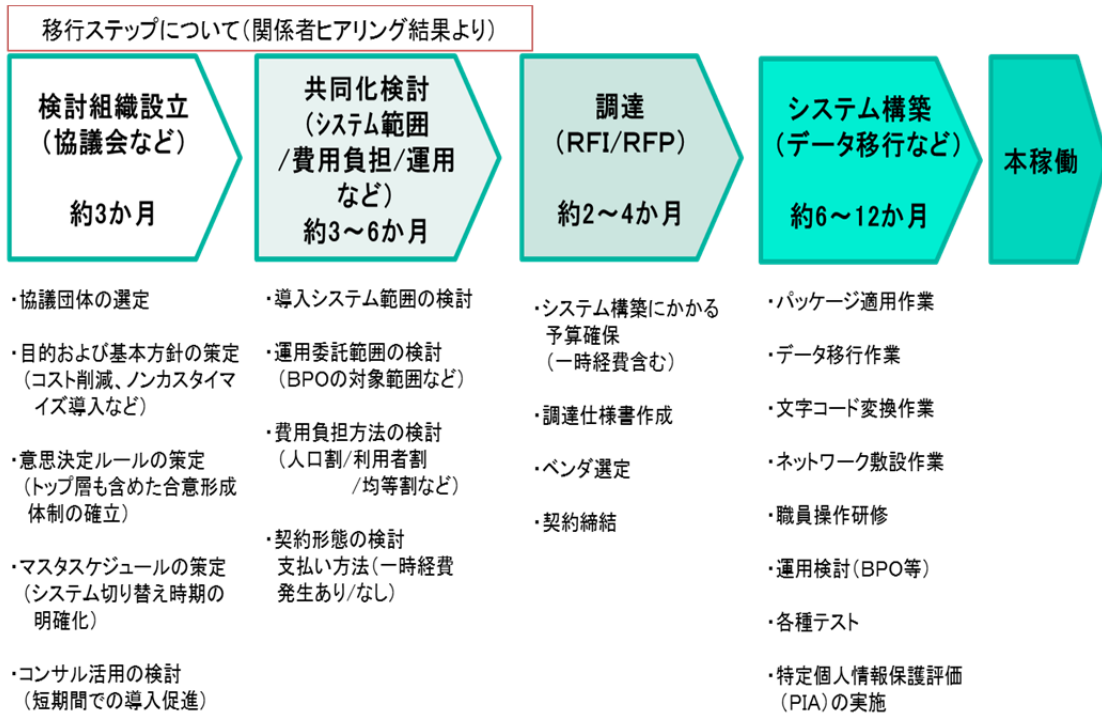 移行ステップについて(関係者ヒアリング結果より)
検討組織設立
(協議会など)
約3か月
共同化検討
(システム範囲
/費用負担/運用
など)
約3～6か月
調達
(RFI/RFP)
約2～4か月
システム構築
(データ移行など)
約6～12か月
本稼働
・協議団体の選定
・目的および基本方針の策定
(コスト削減、ノンカスタイマ
イズ導入など)
・意思決定ルールの策定
(トップ層も含めた合意形成
体制の確立)
・マスタスケジュールの策定
(システム切り替え時期の
明確化)
・コンサル活用の検討
(短期間での導入促進)
・導入システム範囲の検討
・運用委託範囲の検討
(BPOの対象範囲など)
・費用負担方法の検討
(人口割/利用者割
/均等割など)
・契約形態の検討
支払い方法(一時経費
発生あり/なし)
・システム構築にかかる
予算確保
(一時経費含む)
・調達仕様書作成
・ベンダ選定
・契約締結
・パッケージ適用作業
・データ移行作業
・文字コード変換作業
・ネットワーク敷設作業
・職員操作研修
・運用検討(BPO等)
・各種テスト
・特定個人情報保護評価
(PIA)の実施